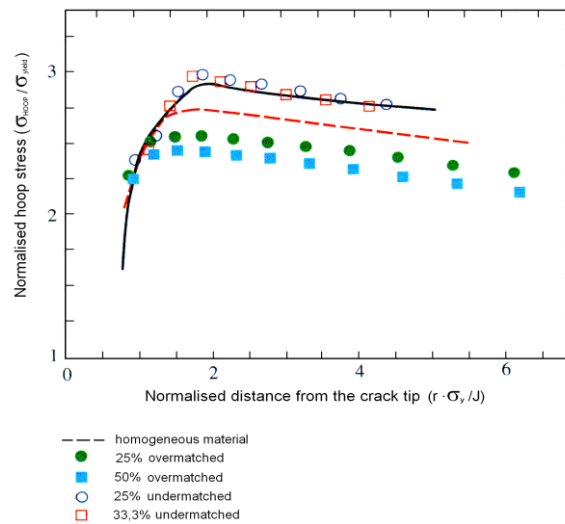 Normalised hoop stress (σHOOP/σyield)
3
2
1
0
2
4
6
Normalised distance from the crack tip (r·σy/J)
homogeneous material
25% overmatched
50% overmatched
25% undermatched
33,3% undermatched